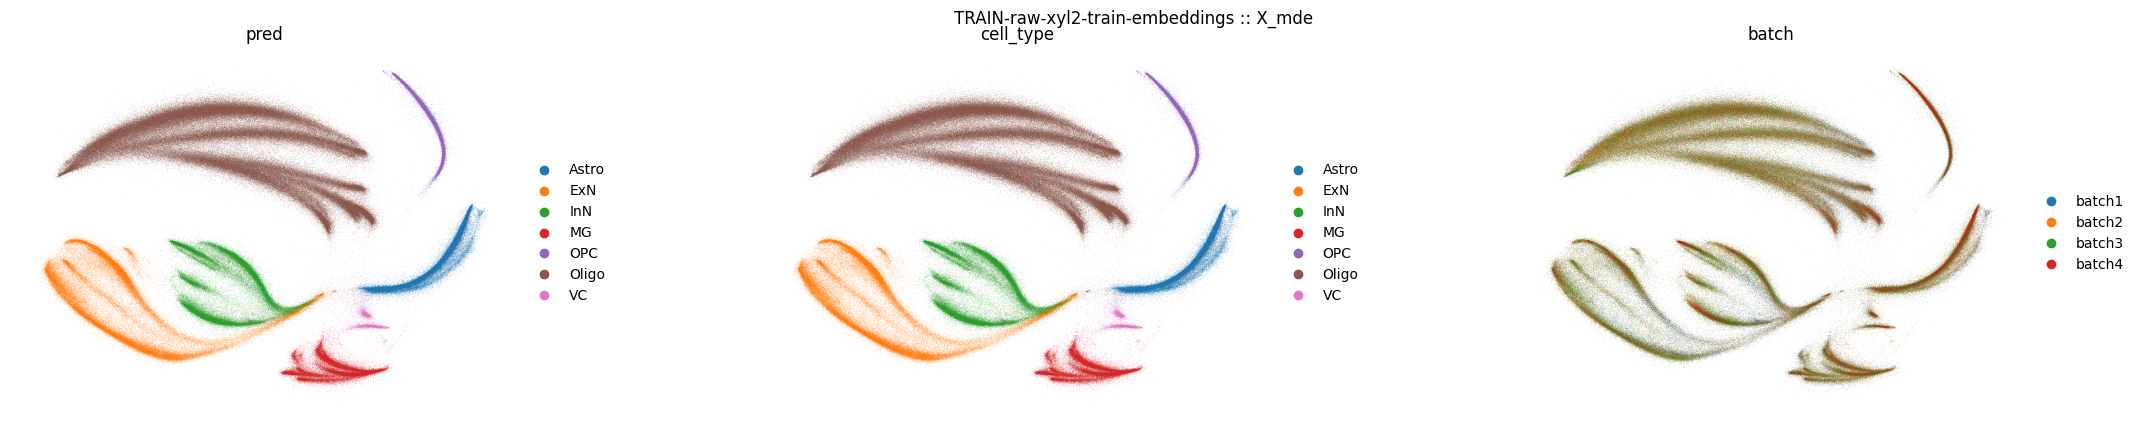 TRAIN-raw-xyl2-train-embeddings :: X_mde
pred
Astro
ExN
InN
MG
OPC
Oligo
VC
cell_type
Astro
ExN
InN
MG
OPC
Oligo
VC
batch
batch1
batch2
batch3
batch4